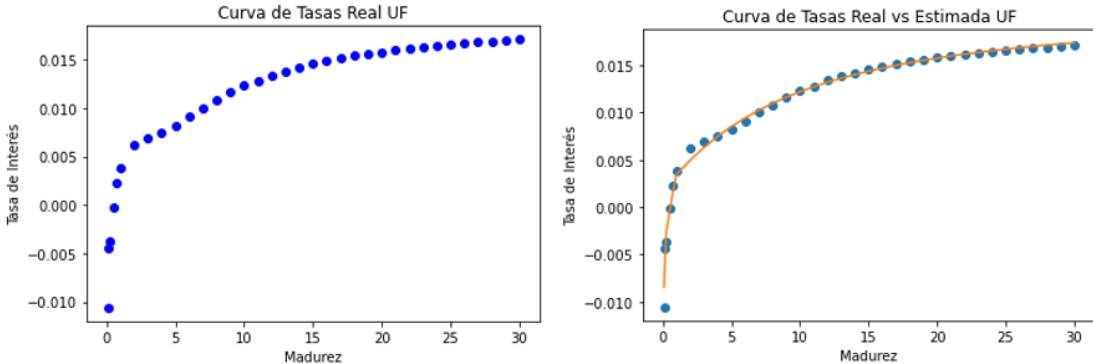 Curva de Tasas Real UF
0.015
0.010
0.005
0.000
−0.005
−0.010
Tasa de Interés
0 5 10 15 20 25 30
Madurez
Curva de Tasas Real vs Estimada UF
0.015
0.010
0.005
0.000
−0.005
−0.010
Tasa de Interés
0 5 10 15 20 25 30
Madurez